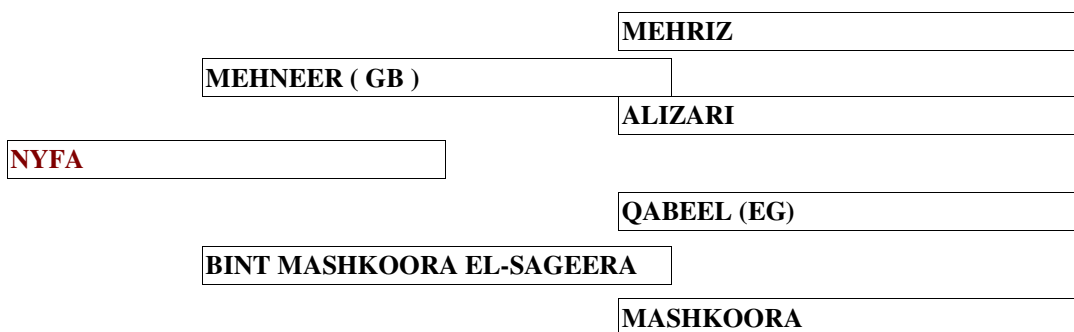 MEHRIZ
MEHNEER ( GB )
ALIZARI
NYFA
QABEEL (EG)
BINT MASHKOORA EL-SAGEERA
MASHKOORA